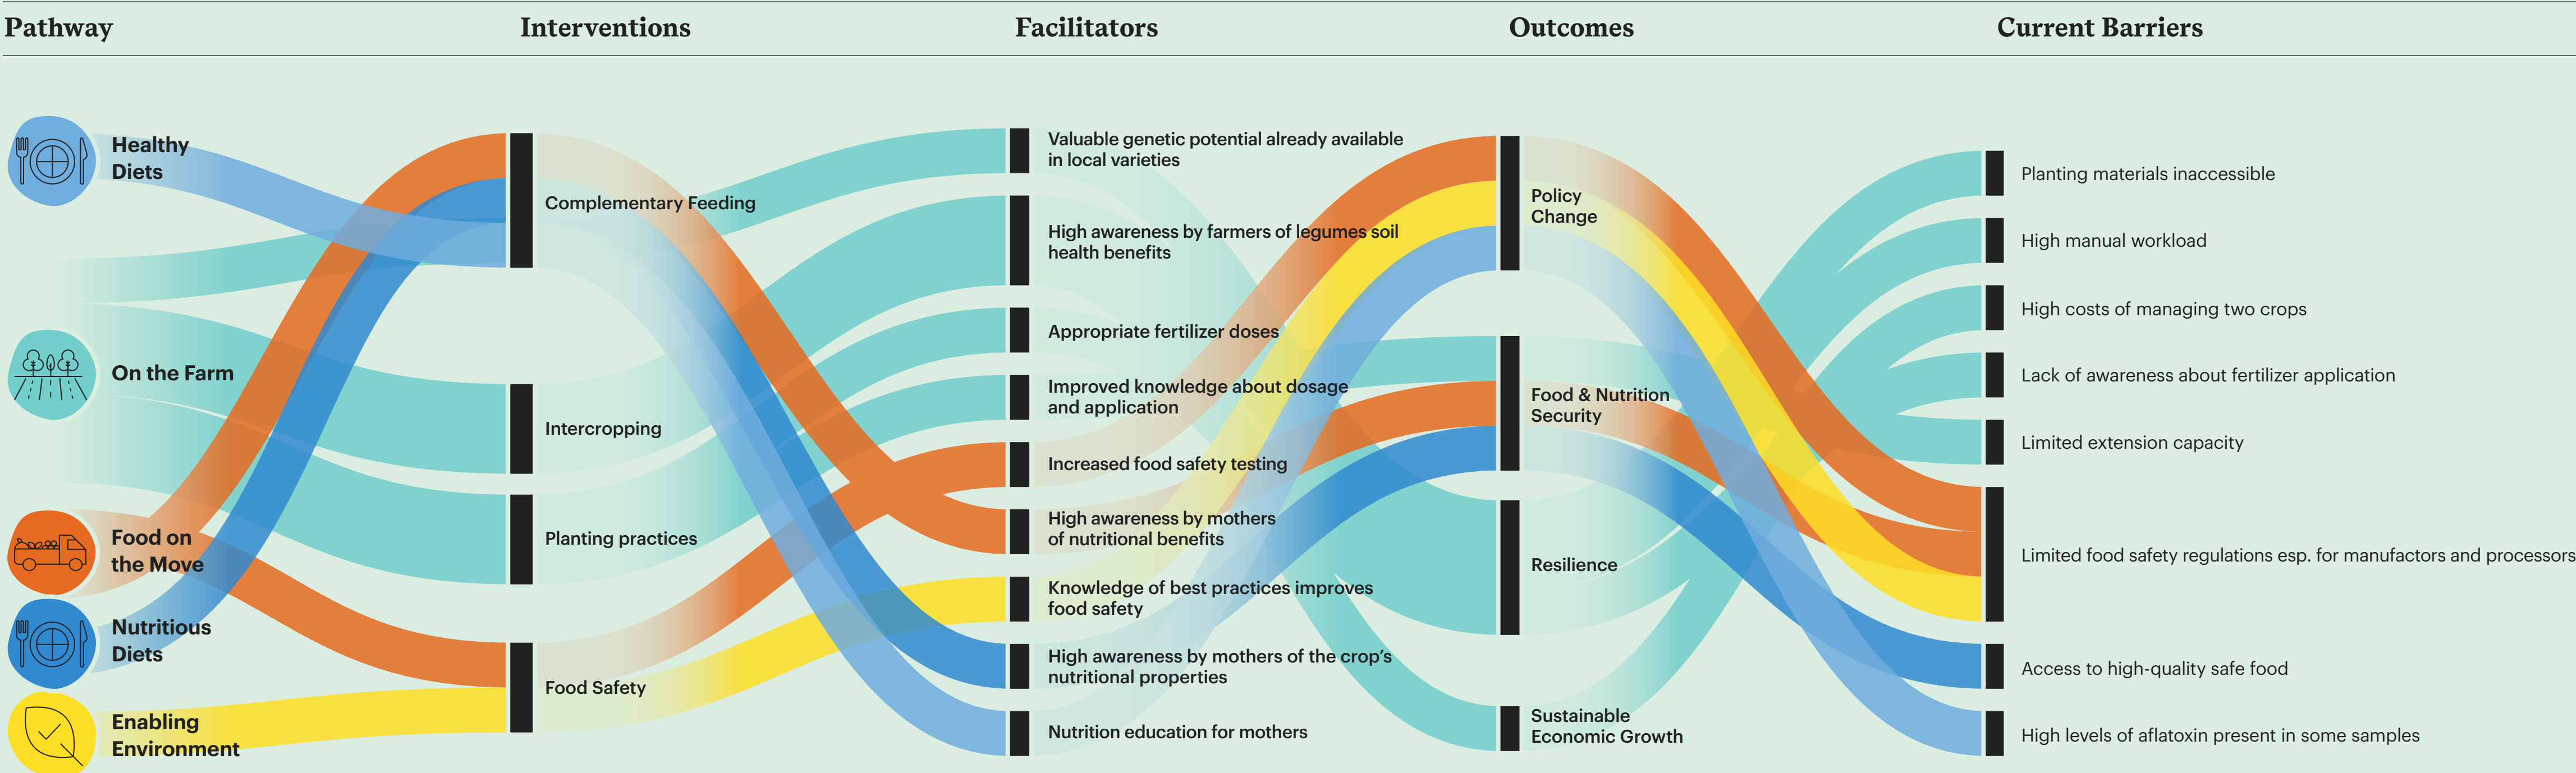 Pathway
Interventions
Facilitators
Outcomes
Current Barriers
Healthy
Diets
On the Farm
Food on
the Move
Nutritious
Diets
Enabling
Environment
Complementary Feeding
Intercropping
Planting practices
Food Safety
Valuable genetic potential already available
in local varieties
High awareness by farmers of legumes soil
health benefits
Appropriate fertilizer doses
Improved knowledge about dosage
and application
Increased food safety testing
High awareness by mothers
of nutritional benefits
Knowledge of best practices improves
food safety
High awareness by mothers of the crop's
nutritional properties
Nutrition education for mothers
Policy
Change
Food & Nutrition
Security
Resilience
Sustainable
Economic Growth
Planting materials inaccessible
High manual workload
High costs of managing two crops
Lack of awareness about fertilizer application
Limited extension capacity
Limited food safety regulations esp. for manufactors and processors
Access to high-quality safe food
High levels of aflatoxin present in some samples